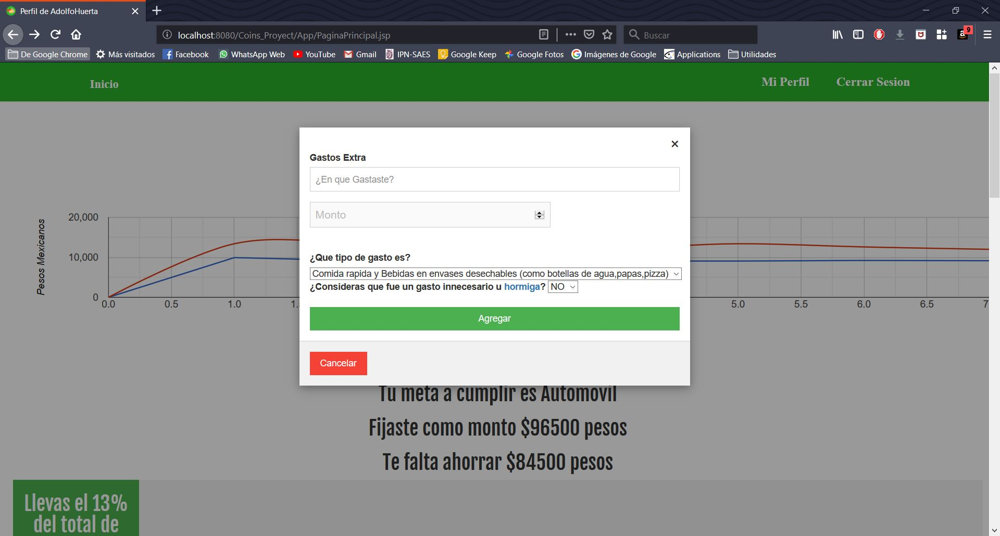 Perfil de AdolfoHuerta
localhost:8080/Coins_Proyect/App/PaginaPrincipal.jsp
Buscar
9
De Google Chrome Más visitados Facebook WhatsApp Web YouTube Gmail IPN-SAES Google Keep Google Fotos Imágenes de Google Applications Utilidades
Inicio Mi Perfil Cerrar Sesion
×
Gastos Extra
¿En que Gastaste?
Monto
¿Que tipo de gasto es?
Comida rapida y Bebidas en envases desechables (como botellas de agua,papas,pizza)
¿Consideras que fue un gasto innecesario u hormiga? NO
Agregar
Cancelar
Pesos Mexicanos
20,000
10,000
0
0.0 0.5 1.0 1. 5.0 5.5 6.0 6.5 7
Tu meta a cumplir es Automovil
Fijaste como monto $96500 pesos
Te falta ahorrar $84500 pesos
Llevas el 13%
del total de